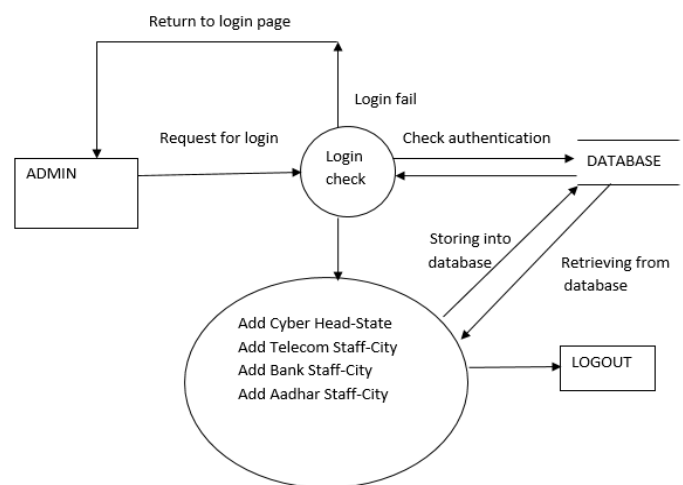 Return to login page
Login fail
Request for login
Check authentication
ADMIN
Login
check
DATABASE
Storing into
database
Retrieving from
database
Add Cyber Head-State
Add Telecom Staff-City
Add Bank Staff-City
Add Aadhar Staff-City
LOGOUT